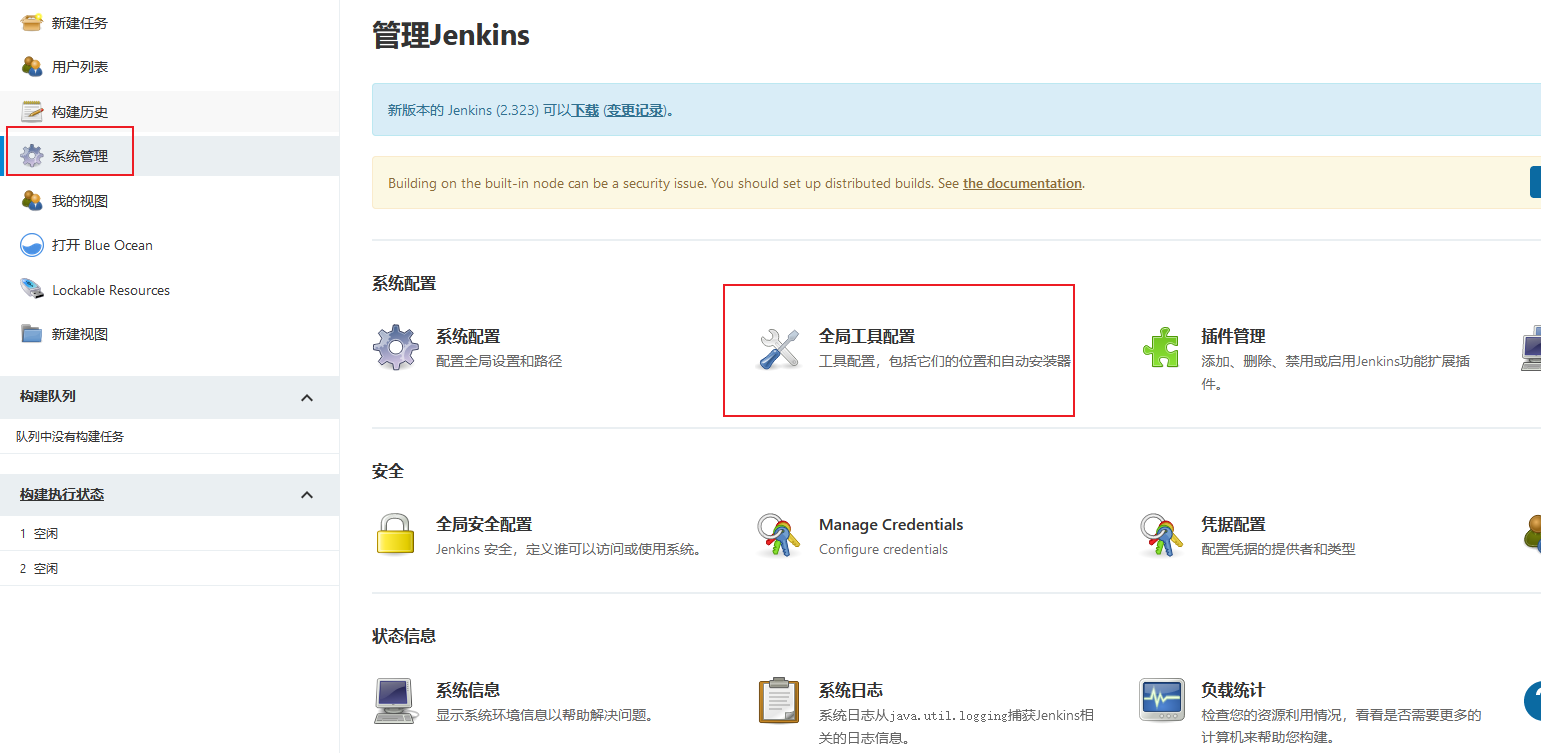 新建任务
用户列表
构建历史
系统管理
我的视图
打开 Blue Ocean
Lockable Resources
新建视图
构建队列
队列中没有构建任务
构建执行状态
1 空闲
2 空闲
管理Jenkins
新版本的 Jenkins (2.323) 可以下载 (变更记录)。
Building on the built-in node can be a security issue. You should set up distributed builds. See the documentation.
系统配置
系统配置
配置全局设置和路径
全局工具配置
工具配置，包括它们的位置和自动安装器
插件管理
添加、删除、禁用或启用Jenkins功能扩展插
件。
安全
全局安全配置
Jenkins 安全，定义谁可以访问或使用系统。
Manage Credentials
Configure credentials
凭据配置
配置凭据的提供者和类型
状态信息
系统信息
显示系统环境信息以帮助解决问题。
系统日志
系统日志从java.util.logging捕获Jenkins相
关的日志信息。
负载统计
检查您的资源利用情况，看看是否需要更多的
计算机来帮助您构建。